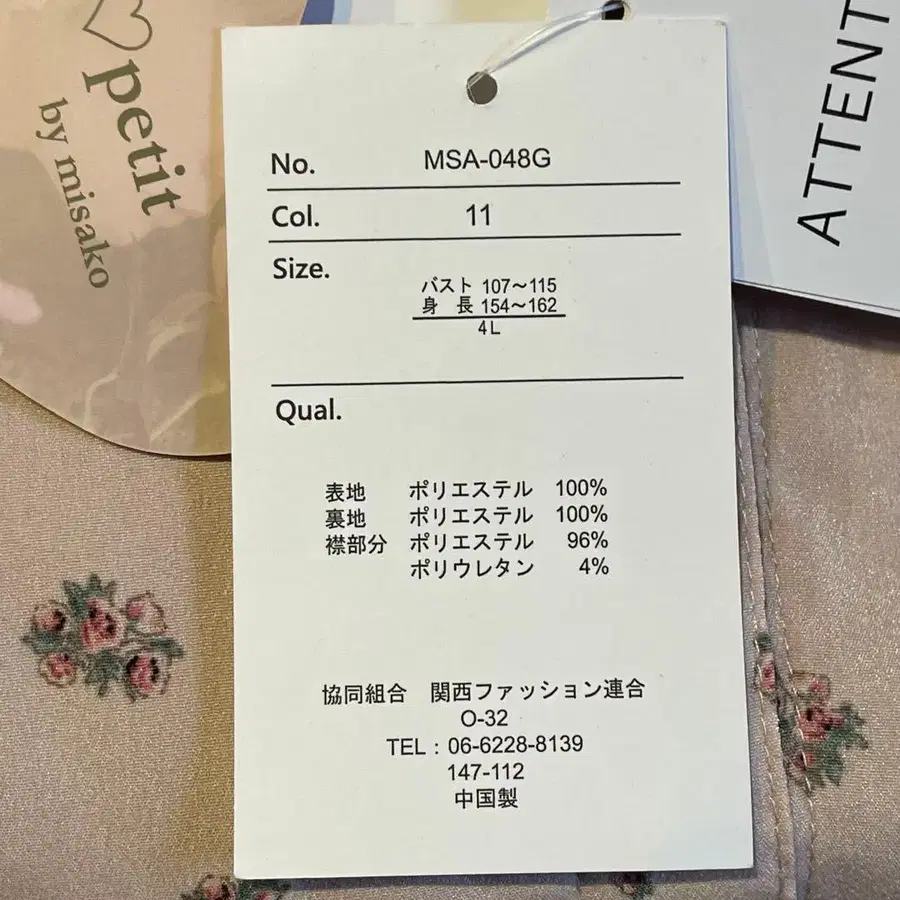 petit
by misako
ATTENT
No. MSA-048G
Col. 11
Size.
バスト 107～115
身　長 154～162
4L
Qual.
表地 ポリエステル 100%
裏地 ポリエステル 100%
襟部分 ポリエステル 96%
ポリウレタン 4%
協同組合　関西ファッション連合
O-32
TEL：06-6228-8139
147-112
中国製